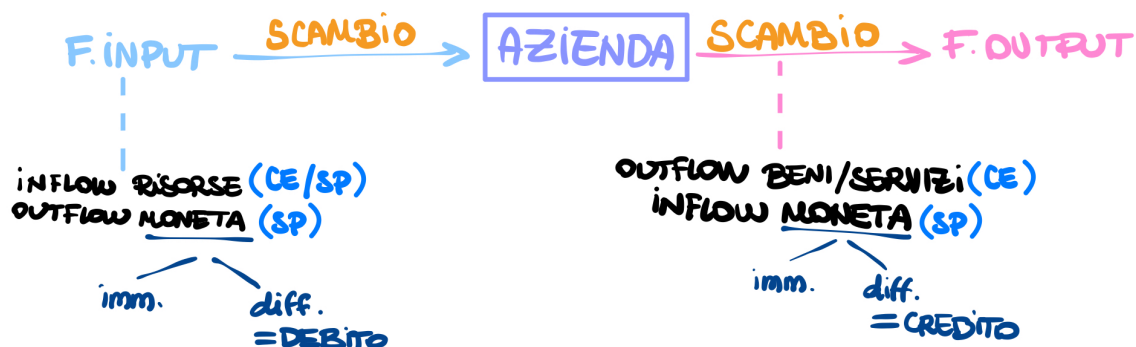 F. INPUT SCAMBIO AZIENDA SCAMBIO F. OUTPUT
INFLOW RISORSE (CE/SP)
OUTFLOW MONETA (SP)
imm. diff.
= DEBITO
OUTFLOW BENI/SERVIZI (CE)
INFLOW MONETA (SP)
imm. diff.
= CREDITO